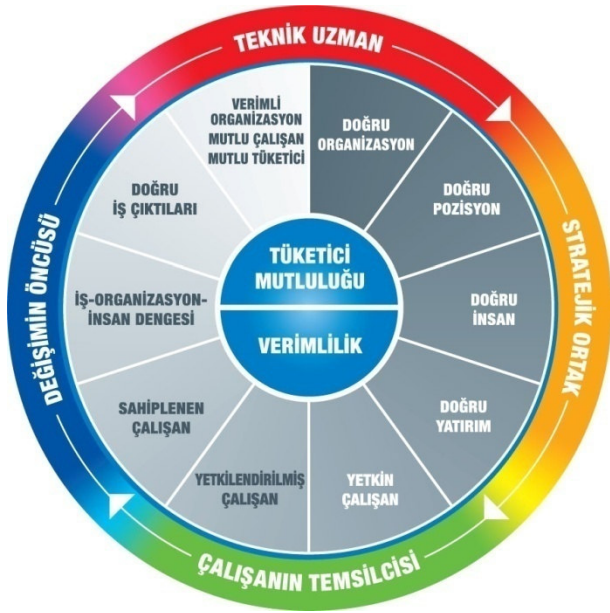 TEKNİK UZMAN
STRATEJİK ORTAK
ÇALIŞANIN TEMSİLCİSİ
DEĞİŞİMİN ÖNCÜSÜ
DOĞRU
ORGANİZASYON
DOĞRU
POZİSYON
DOĞRU
İNSAN
DOĞRU
YATIRIM
YETKİN
ÇALIŞAN
YETKİLENDİRİLMİŞ
ÇALIŞAN
SAHİPLENEN
ÇALIŞAN
İŞ-ORGANİZASYON-
İNSAN DENGESİ
DOĞRU
İŞ ÇIKTILARI
VERİMLİ
ORGANİZASYON
MUTLU ÇALIŞAN
MUTLU TÜKETİCİ
TÜKETİCİ
MUTLULUĞU
VERİMLİLİK